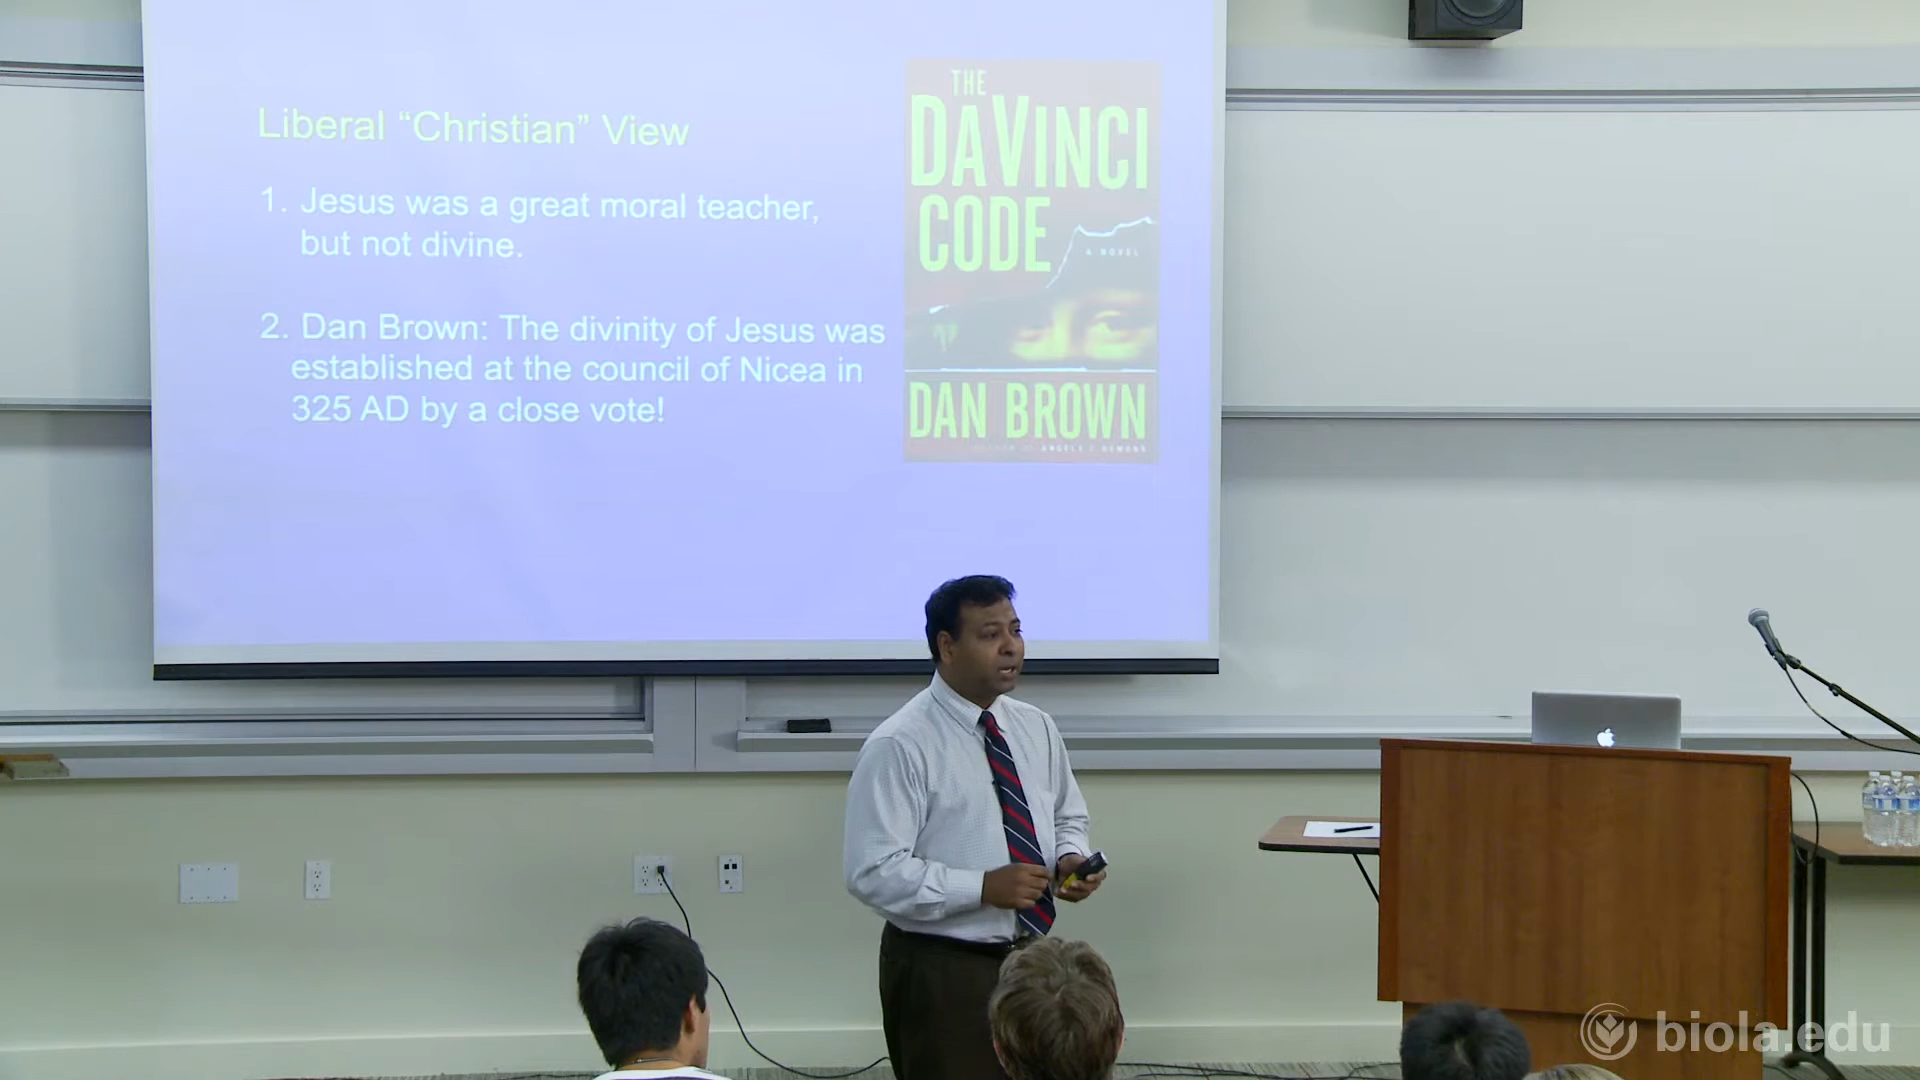 Liberal “Christian” View
1. Jesus was a great moral teacher,
but not divine.
2. Dan Brown: The divinity of Jesus was
established at the council of Nicea in
325 AD by a close vote!
THE
DAVINCI
CODE
A NOVEL
DAN BROWN
ANGELS & DEMONS
biola.edu